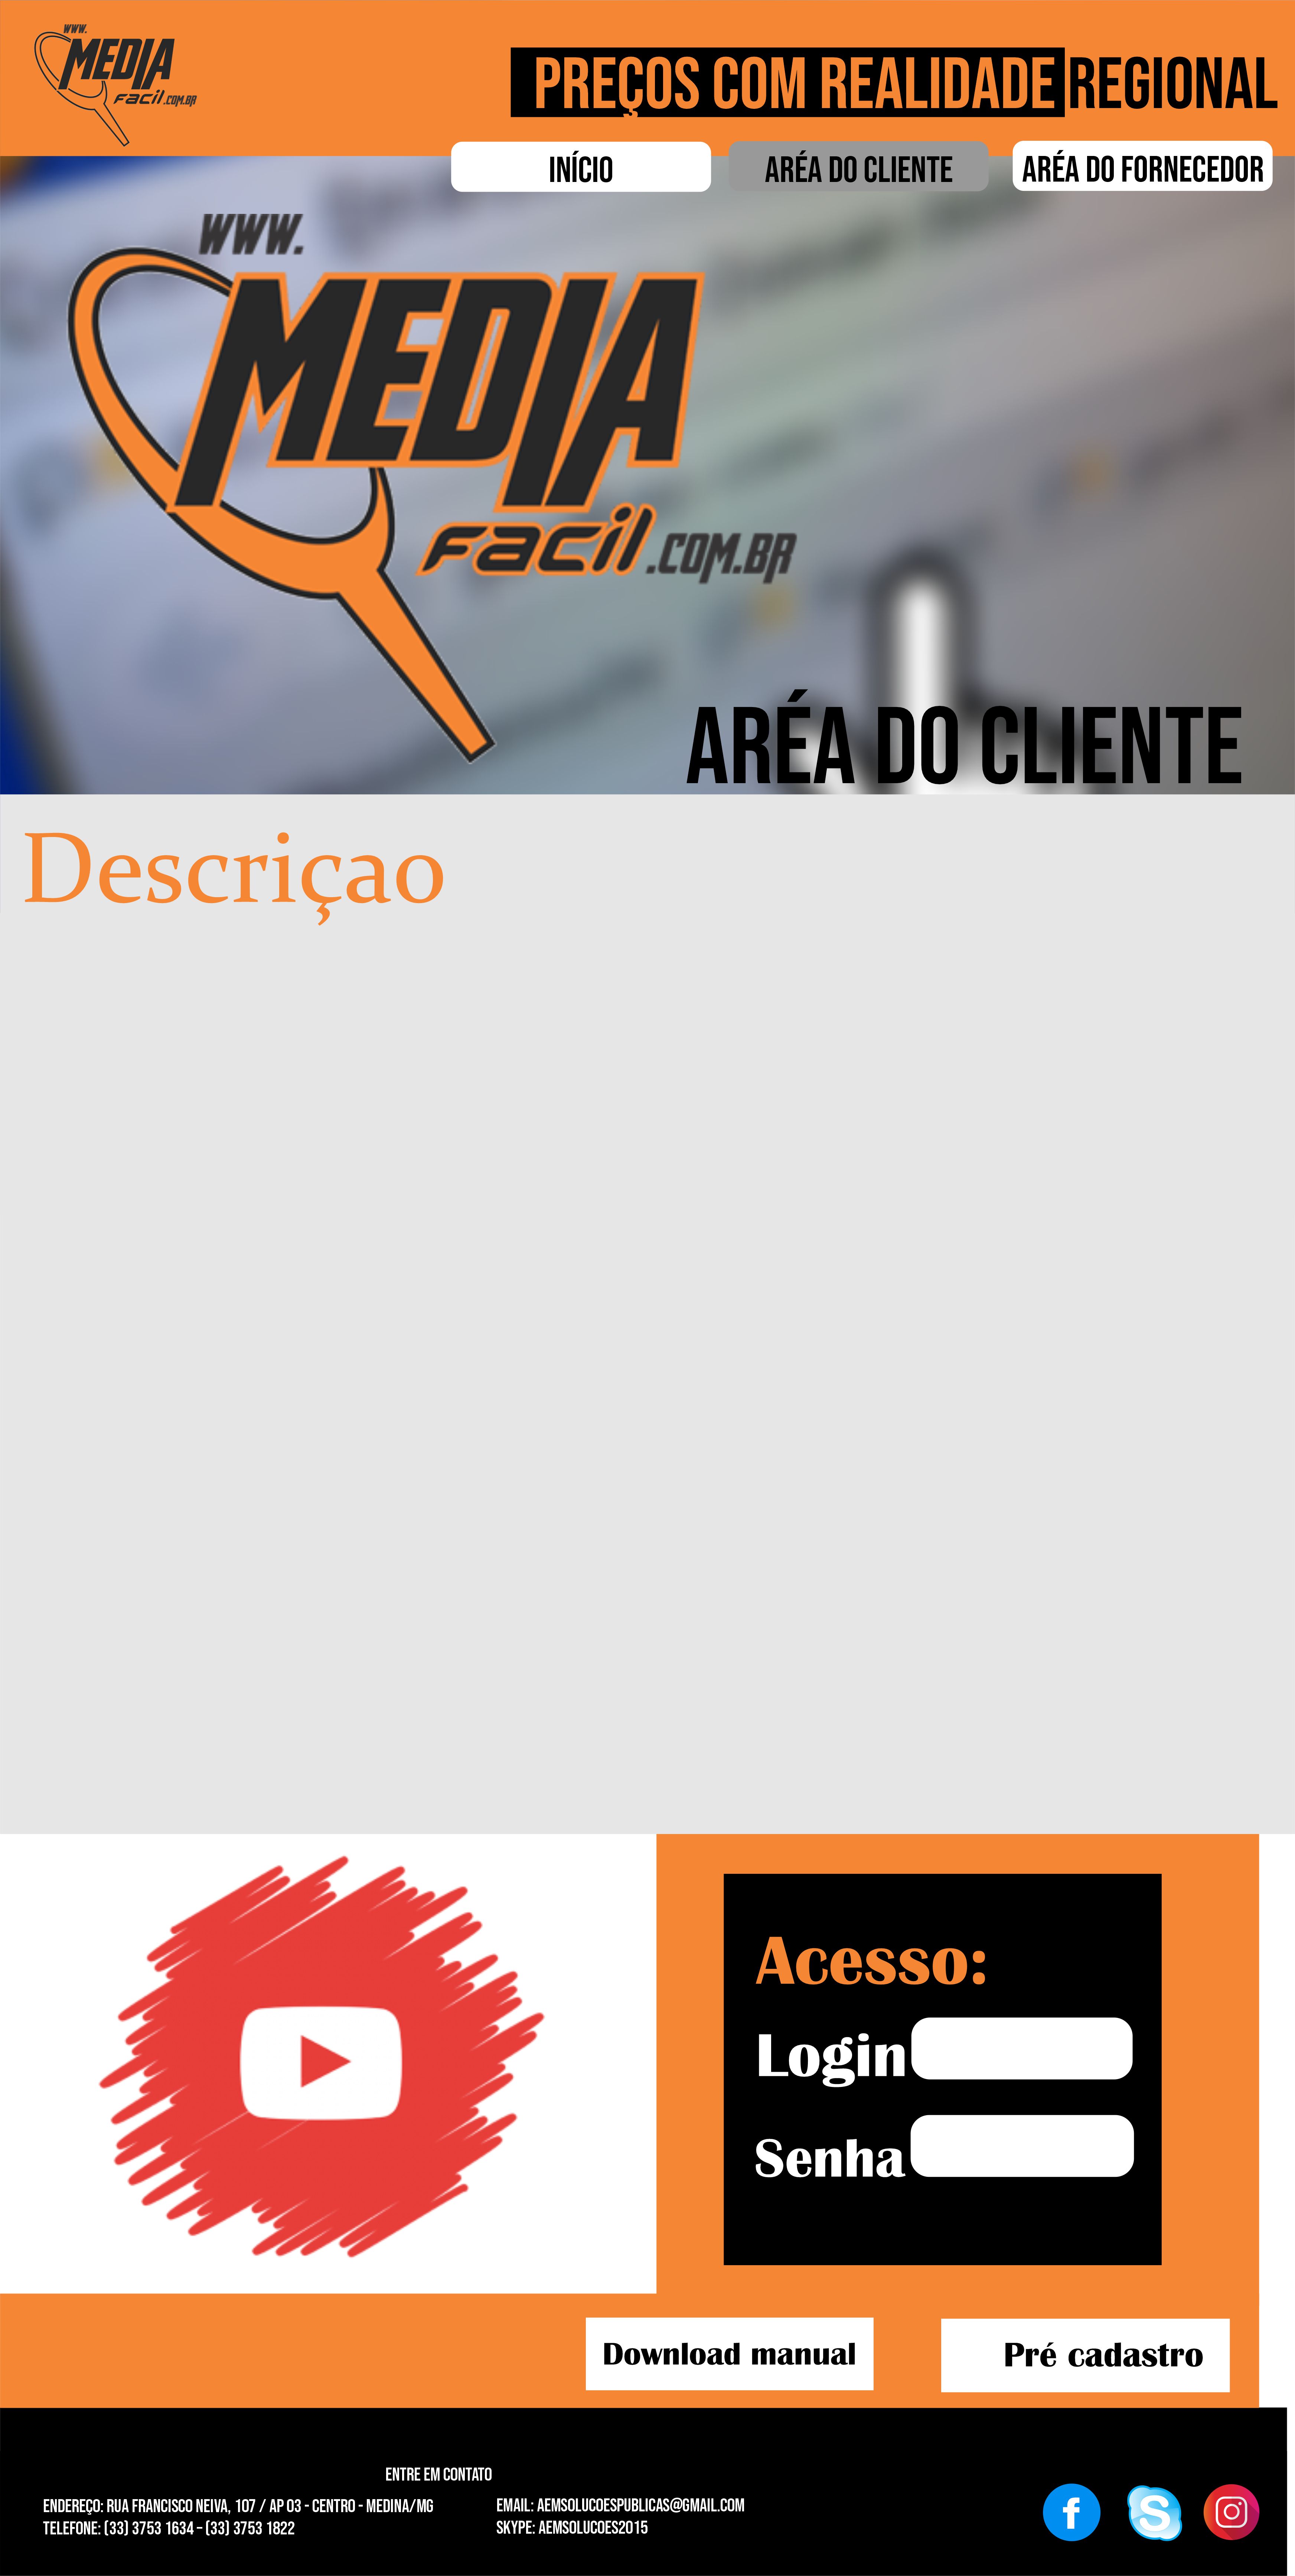 WWW.
MEDIA
FACIL.COM.BR
PREÇOS COM REALIDADE REGIONAL
INÍCIO
ARÉA DO CLIENTE
ARÉA DO FORNECEDOR
WWW.
MEDIA
FACIL.COM.BR
ARÉA DO CLIENTE
Descriçao
Acesso:
Login
Senha
Download manual
Pré cadastro
ENTRE EM CONTATO
ENDEREÇO: RUA FRANCISCO NEIVA, 107 / AP 03 - CENTRO - MEDINA/MG
TELEFONE: (33) 3753 1634 – (33) 3753 1822
EMAIL: AEMSOLUCOESPUBLICAS@GMAIL.COM
SKYPE: AEMSOLUCOES2015